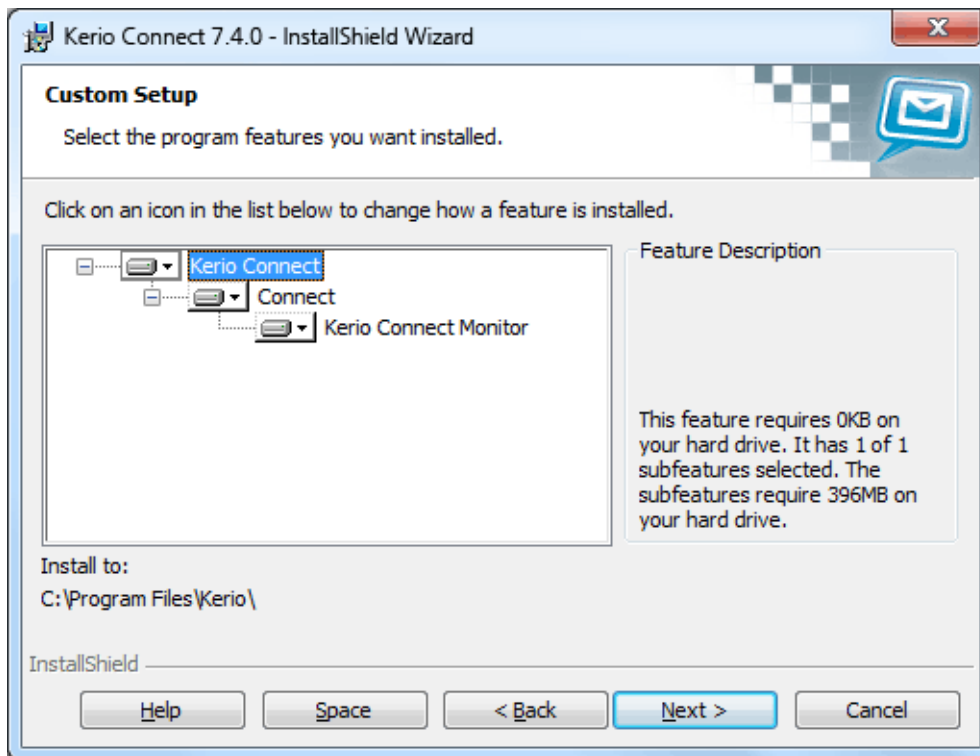 Kerio Connect 7.4.0 - InstallShield Wizard
Custom Setup
Select the program features you want installed.
Click on an icon in the list below to change how a feature is installed.
Kerio Connect
Connect
Kerio Connect Monitor
Feature Description
This feature requires 0KB on
your hard drive. It has 1 of 1
subfeatures selected. The
subfeatures require 396MB on
your hard drive.
Install to:
C:\Program Files\Kerio\
InstallShield
Help
Space
< Back
Next >
Cancel